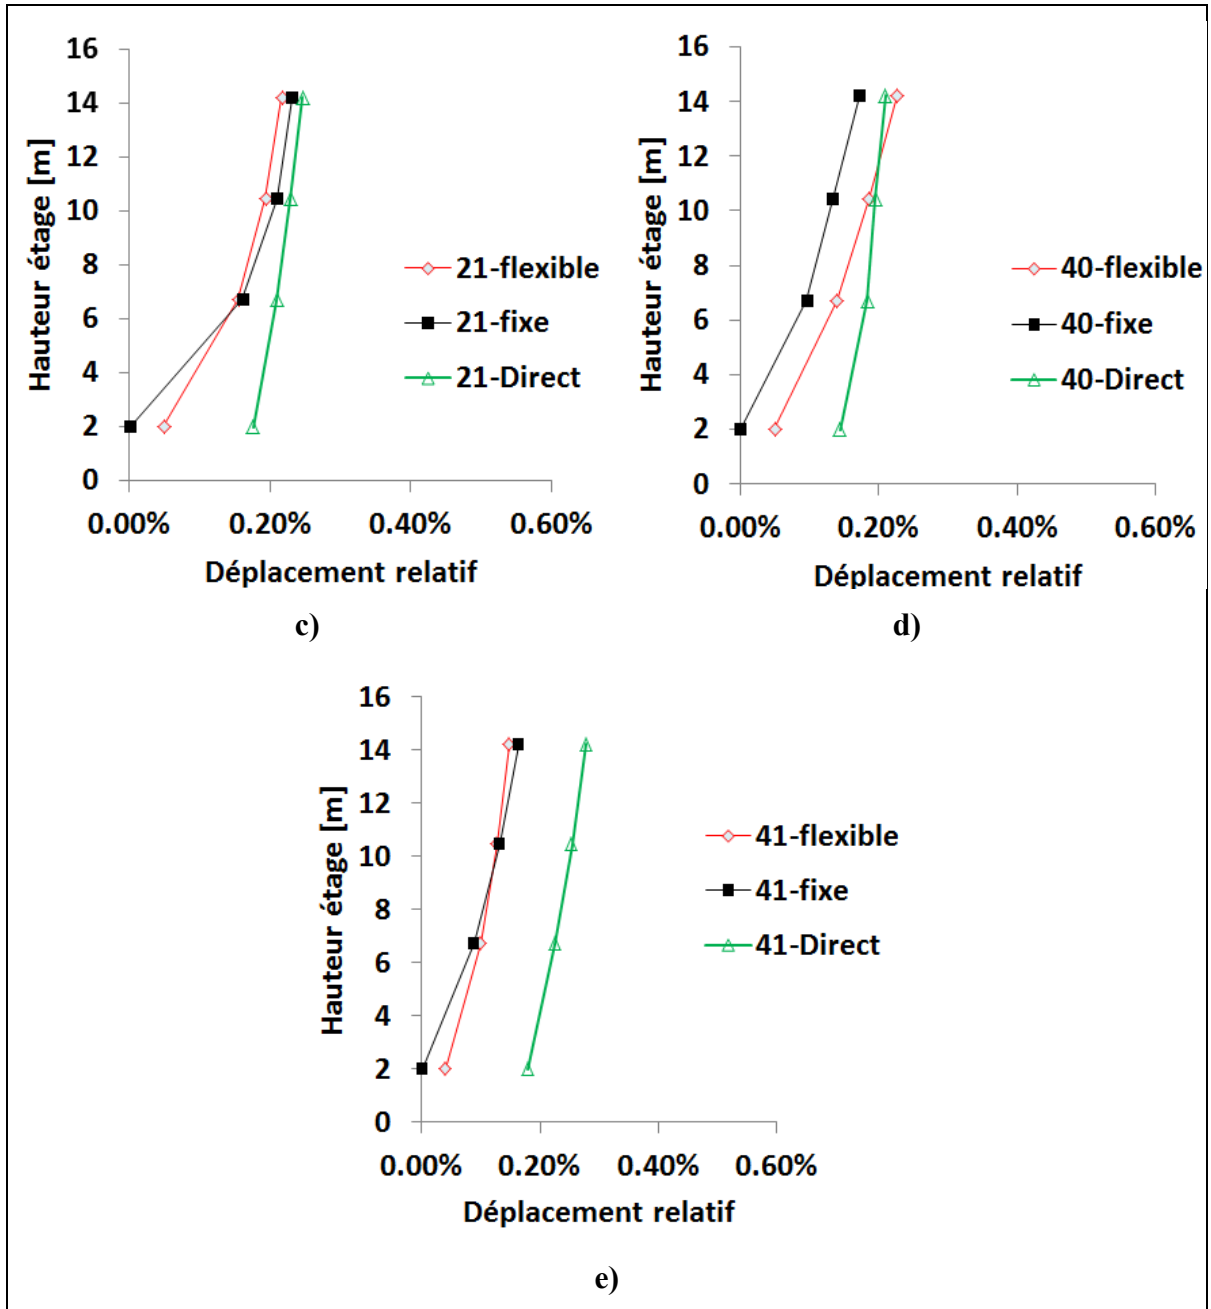 16
14
12
10
8
6
4
2
0
Hauteur étage [m]
0.00% 0.20% 0.40% 0.60%
Déplacement relatif
21-flexible
21-fixe
21-Direct
c)
16
14
12
10
8
6
4
2
0
Hauteur étage [m]
0.00% 0.20% 0.40% 0.60%
Déplacement relatif
40-flexible
40-fixe
40-Direct
d)
16
14
12
10
8
6
4
2
0
Hauteur étage [m]
0.00% 0.20% 0.40% 0.60%
Déplacement relatif
41-flexible
41-fixe
41-Direct
e)